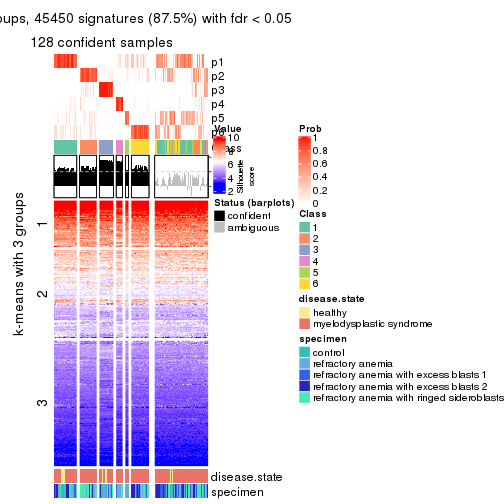 oups, 45450 signatures (87.5%) with fdr < 0.05
128 confident samples
p1
p2
p3
p4
p5
p6
Class
k-means with 3 groups
1
2
3
Silhouette
score
Value
10
8
6
4
2
Status (barplots)
confident
ambiguous
Prob
1
0.8
0.6
0.4
0.2
0
Class
1
2
3
4
5
6
disease.state
healthy
myelodysplastic syndrome
specimen
control
refractory anemia
refractory anemia with excess blasts 1
refractory anemia with excess blasts 2
refractory anemia with ringed sideroblasts
disease.state
specimen